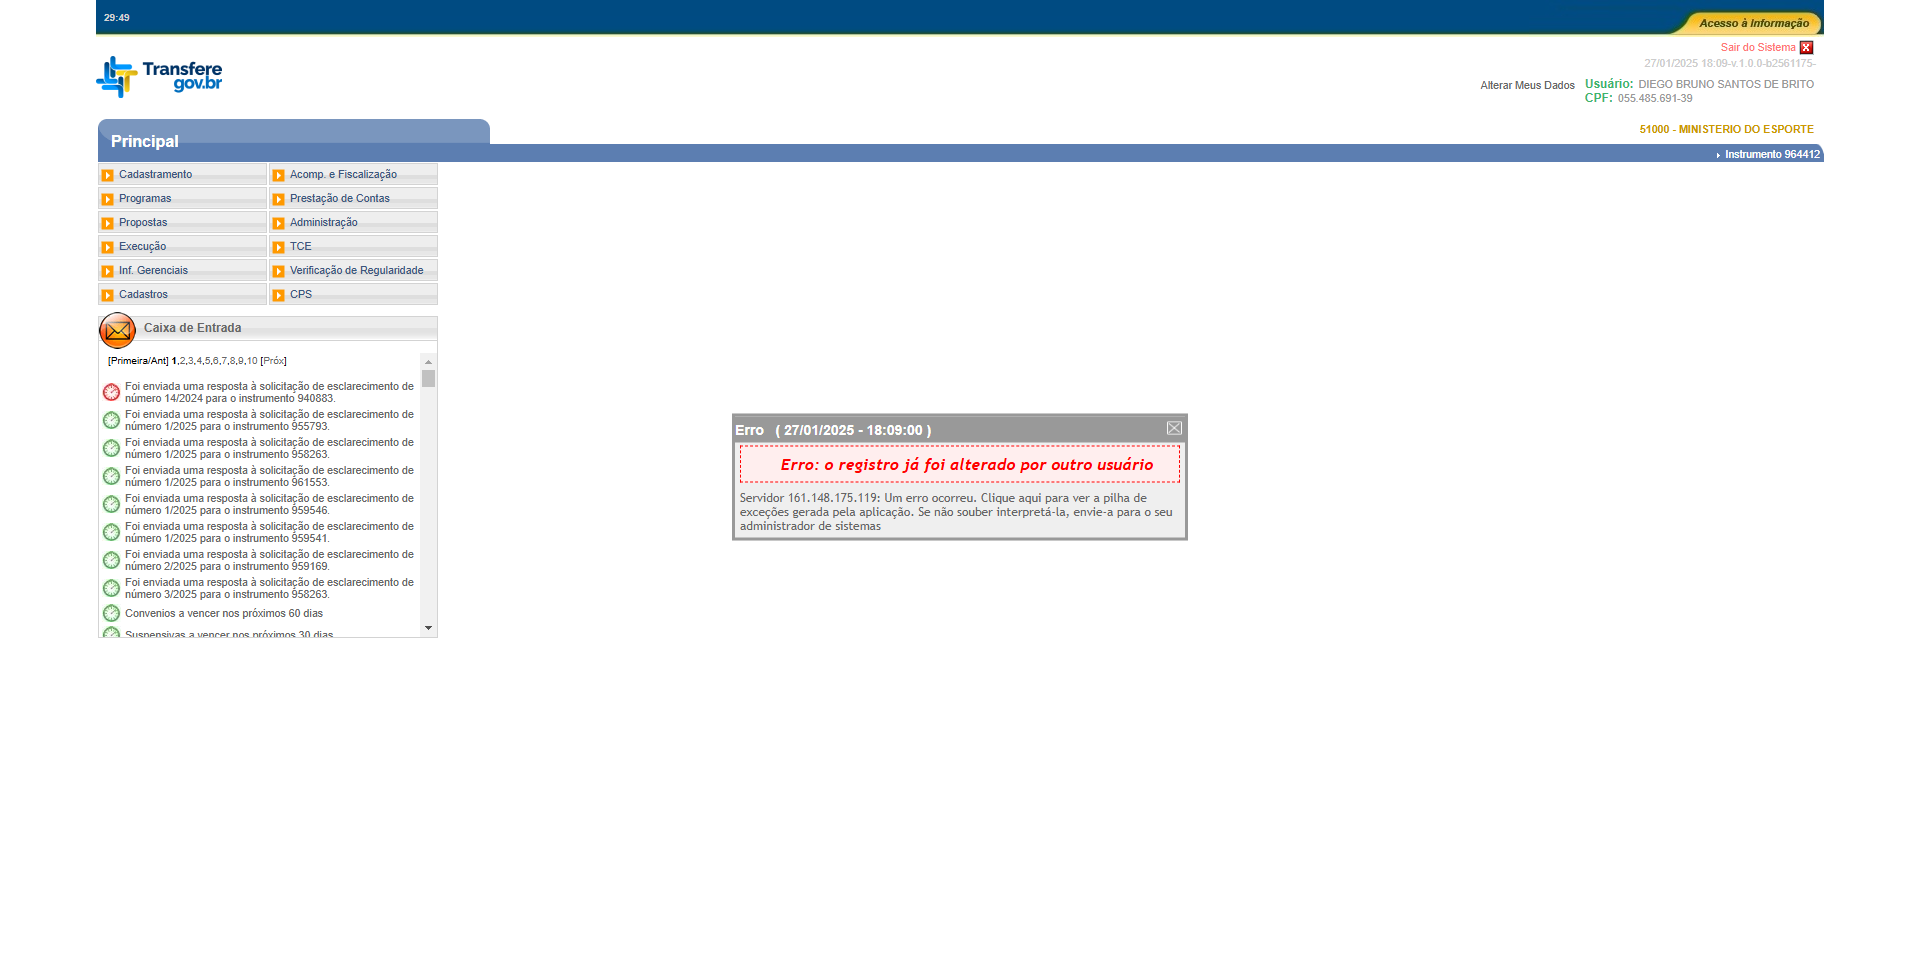 29:49
Acesso à Informação
Sair do Sistema
27/01/2025 18:09-v.1.0.0-b2561175-
Transfere
gov.br
Alterar Meus Dados Usuário: DIEGO BRUNO SANTOS DE BRITO
CPF: 055.485.691-39
51000 - MINISTERIO DO ESPORTE
Principal
Instrumento 964412
Cadastramento
Acomp. e Fiscalização
Programas
Prestação de Contas
Propostas
Administração
Execução
TCE
Inf. Gerenciais
Verificação de Regularidade
Cadastros
CPS
Caixa de Entrada
[Primeira/Ant] 1,2,3,4,5,6,7,8,9,10 [Próx]
Foi enviada uma resposta à solicitação de esclarecimento de
número 14/2024 para o instrumento 940883.
Foi enviada uma resposta à solicitação de esclarecimento de
número 1/2025 para o instrumento 955793.
Foi enviada uma resposta à solicitação de esclarecimento de
número 1/2025 para o instrumento 958263.
Foi enviada uma resposta à solicitação de esclarecimento de
número 1/2025 para o instrumento 961553.
Foi enviada uma resposta à solicitação de esclarecimento de
número 1/2025 para o instrumento 959546.
Foi enviada uma resposta à solicitação de esclarecimento de
número 1/2025 para o instrumento 959541.
Foi enviada uma resposta à solicitação de esclarecimento de
número 2/2025 para o instrumento 959169.
Foi enviada uma resposta à solicitação de esclarecimento de
número 3/2025 para o instrumento 958263.
Convenios a vencer nos próximos 60 dias
Suspensivas a vencer nos próximos 30 dias
Erro ( 27/01/2025 - 18:09:00 )
Erro: o registro já foi alterado por outro usuário
Servidor 161.148.175.119: Um erro ocorreu. Clique aqui para ver a pilha de
exceções gerada pela aplicação. Se não souber interpretá-la, envie-a para o seu
administrador de sistemas